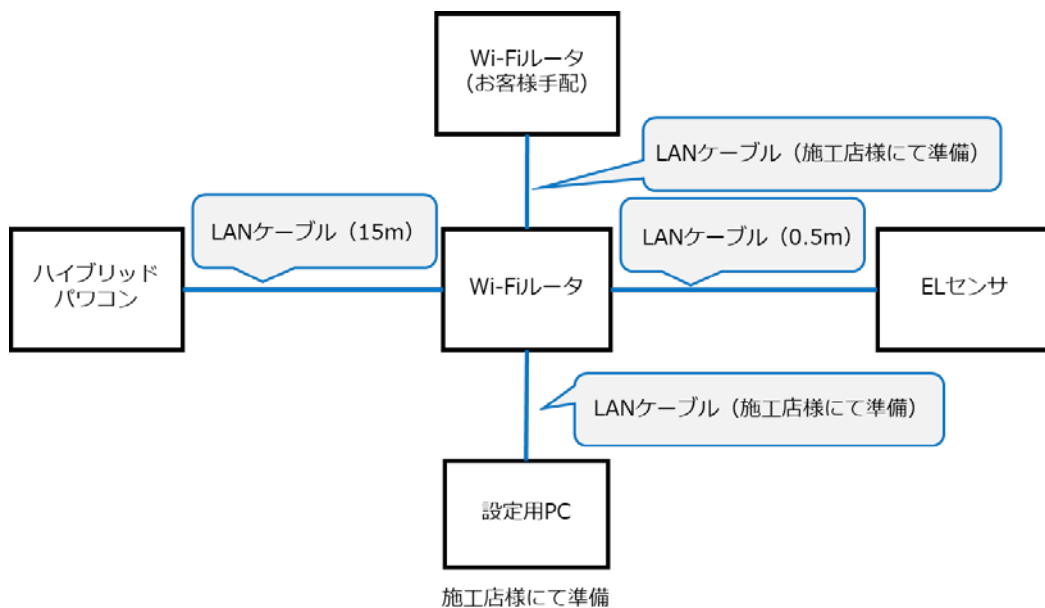 Wi-Fiルータ
（お客様手配）
LANケーブル（施工店様にて準備）
LANケーブル（15m）
LANケーブル（0.5m）
ハイブリッド
パワコン
Wi-Fiルータ
ELセンサ
LANケーブル（施工店様にて準備）
設定用PC
施工店様にて準備